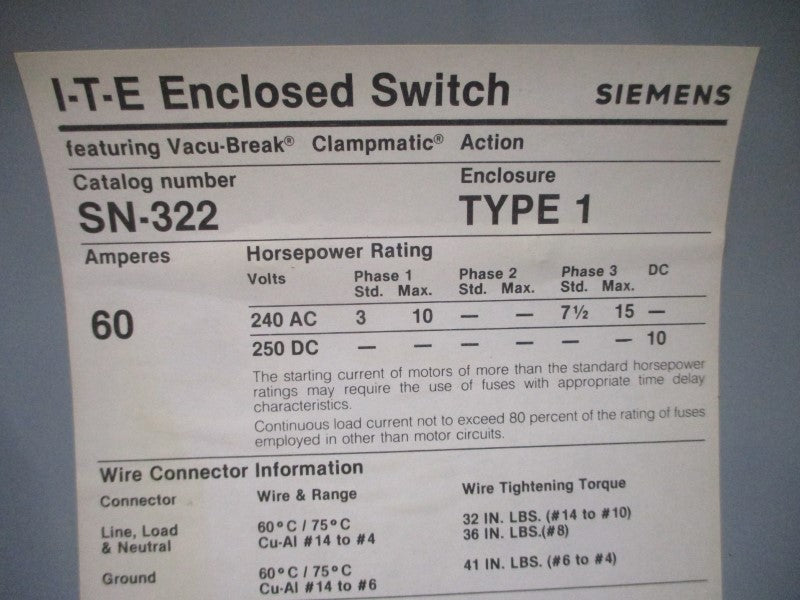 I-T-E Enclosed Switch SIEMENS
featuring Vacu-Break® Clampmatic® Action
Catalog number Enclosure
SN-322 TYPE 1
Amperes Horsepower Rating
Volts Phase 1 Phase 2 Phase 3 DC
Std. Max. Std. Max. Std. Max.
60 240 AC 3 10 — — 7½ 15 —
250 DC — — — — — — 10
The starting current of motors of more than the standard horsepower
ratings may require the use of fuses with appropriate time delay
characteristics.
Continuous load current not to exceed 80 percent of the rating of fuses
employed in other than motor circuits.
Wire Connector Information
Connector Wire & Range Wire Tightening Torque
Line, Load 60°C / 75°C 32 IN. LBS. (#14 to #10)
& Neutral Cu-Al #14 to #4 36 IN. LBS.(#8)
Ground 60°C / 75°C 41 IN. LBS. (#6 to #4)
Cu-Al #14 to #6